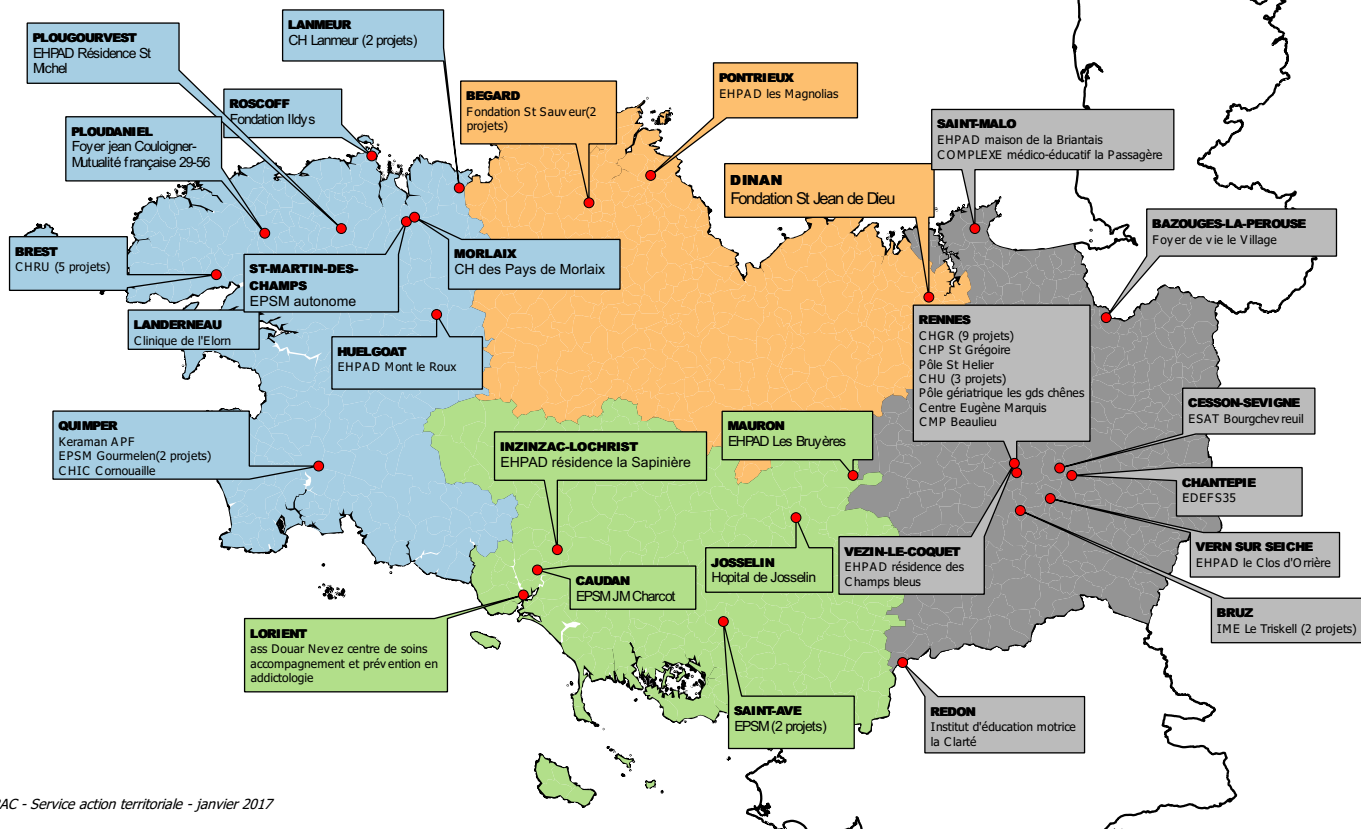 LANMEUR
CH Lanmeur (2 projets)
PLOUGOURVEST
EHPAD Résidence St
Michel
ROSCOFF
Fondation Ildys
PLOUDANIEL
Foyer jean Couloigner-
Mutualité française 29-56
BEGARD
Fondation St Sauveur(2
projets)
PONTRIEUX
EHPAD les Magnolias
SAINT-MALO
EHPAD maison de la Briantais
COMPLEXE médico-éducatif la Passagère
DINAN
Fondation St Jean de Dieu
BAZOUGES-LA-PEROUSE
Foyer de vie le Village
BREST
CHRU (5 projets)
ST-MARTIN-DES-
CHAMPS
EPSM autonome
MORLAIX
CH des Pays de Morlaix
LANDERNEAU
Clinique de l'Elorn
HUELGOAT
EHPAD Mont le Roux
RENNES
CHGR (9 projets)
CHP St Grégoire
Pôle St Helier
CHU (3 projets)
Pôle gériatrique les gds chênes
Centre Eugène Marquis
CMP Beaulieu
CESSON-SEVIGNE
ESAT Bourgchevreuil
QUIMPER
Keraman APF
EPSM Gourmelen(2 projets)
CHIC Cornouaille
INZINZAC-LOCHRIST
EHPAD résidence la Sapinière
MAURON
EHPAD Les Bruyères
CHANTEPIE
EDEFS35
VERN SUR SEICHE
EHPAD le Clos d'Orrière
JOSSELIN
Hopital de Josselin
VEZIN-LE-COQUET
EHPAD résidence des
Champs bleus
CAUDAN
EPSM JM Charcot
BRUZ
IME Le Triskell (2 projets)
LORIENT
ass Douar Nevez centre de soins
accompagnement et prévention en
addictologie
SAINT-AVE
EPSM (2 projets)
REDON
Institut d'éducation motrice
la Clarté
AC - Service action territoriale - janvier 2017